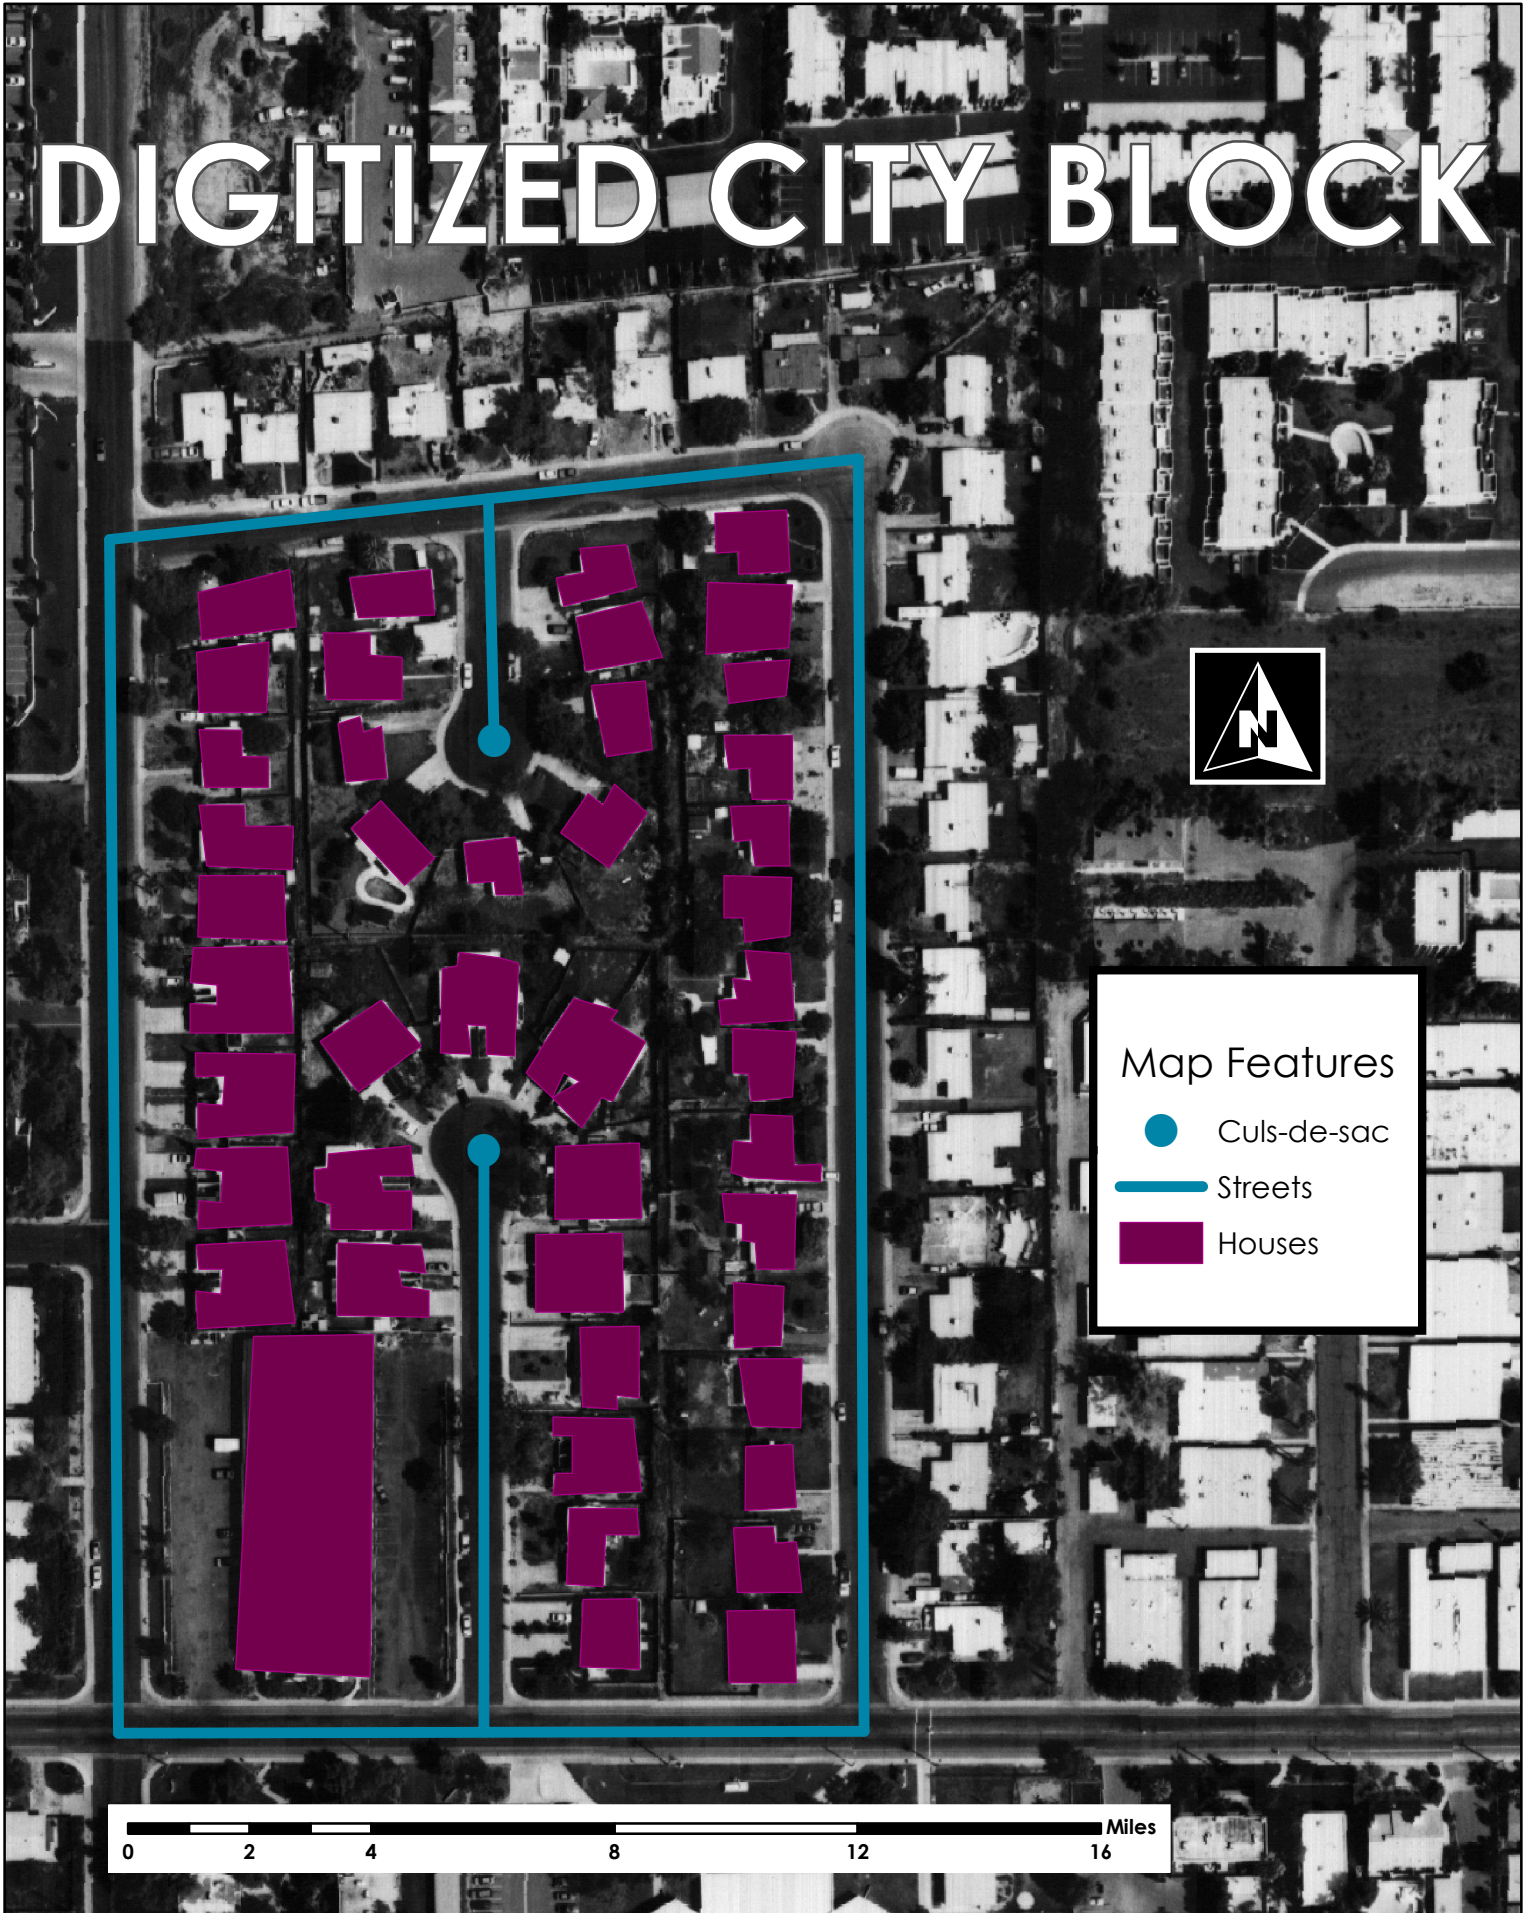 DIGITIZED CITY BLOCK
N
Map Features
Culs-de-sac
Streets
Houses
Miles
0 2 4 8 12 16